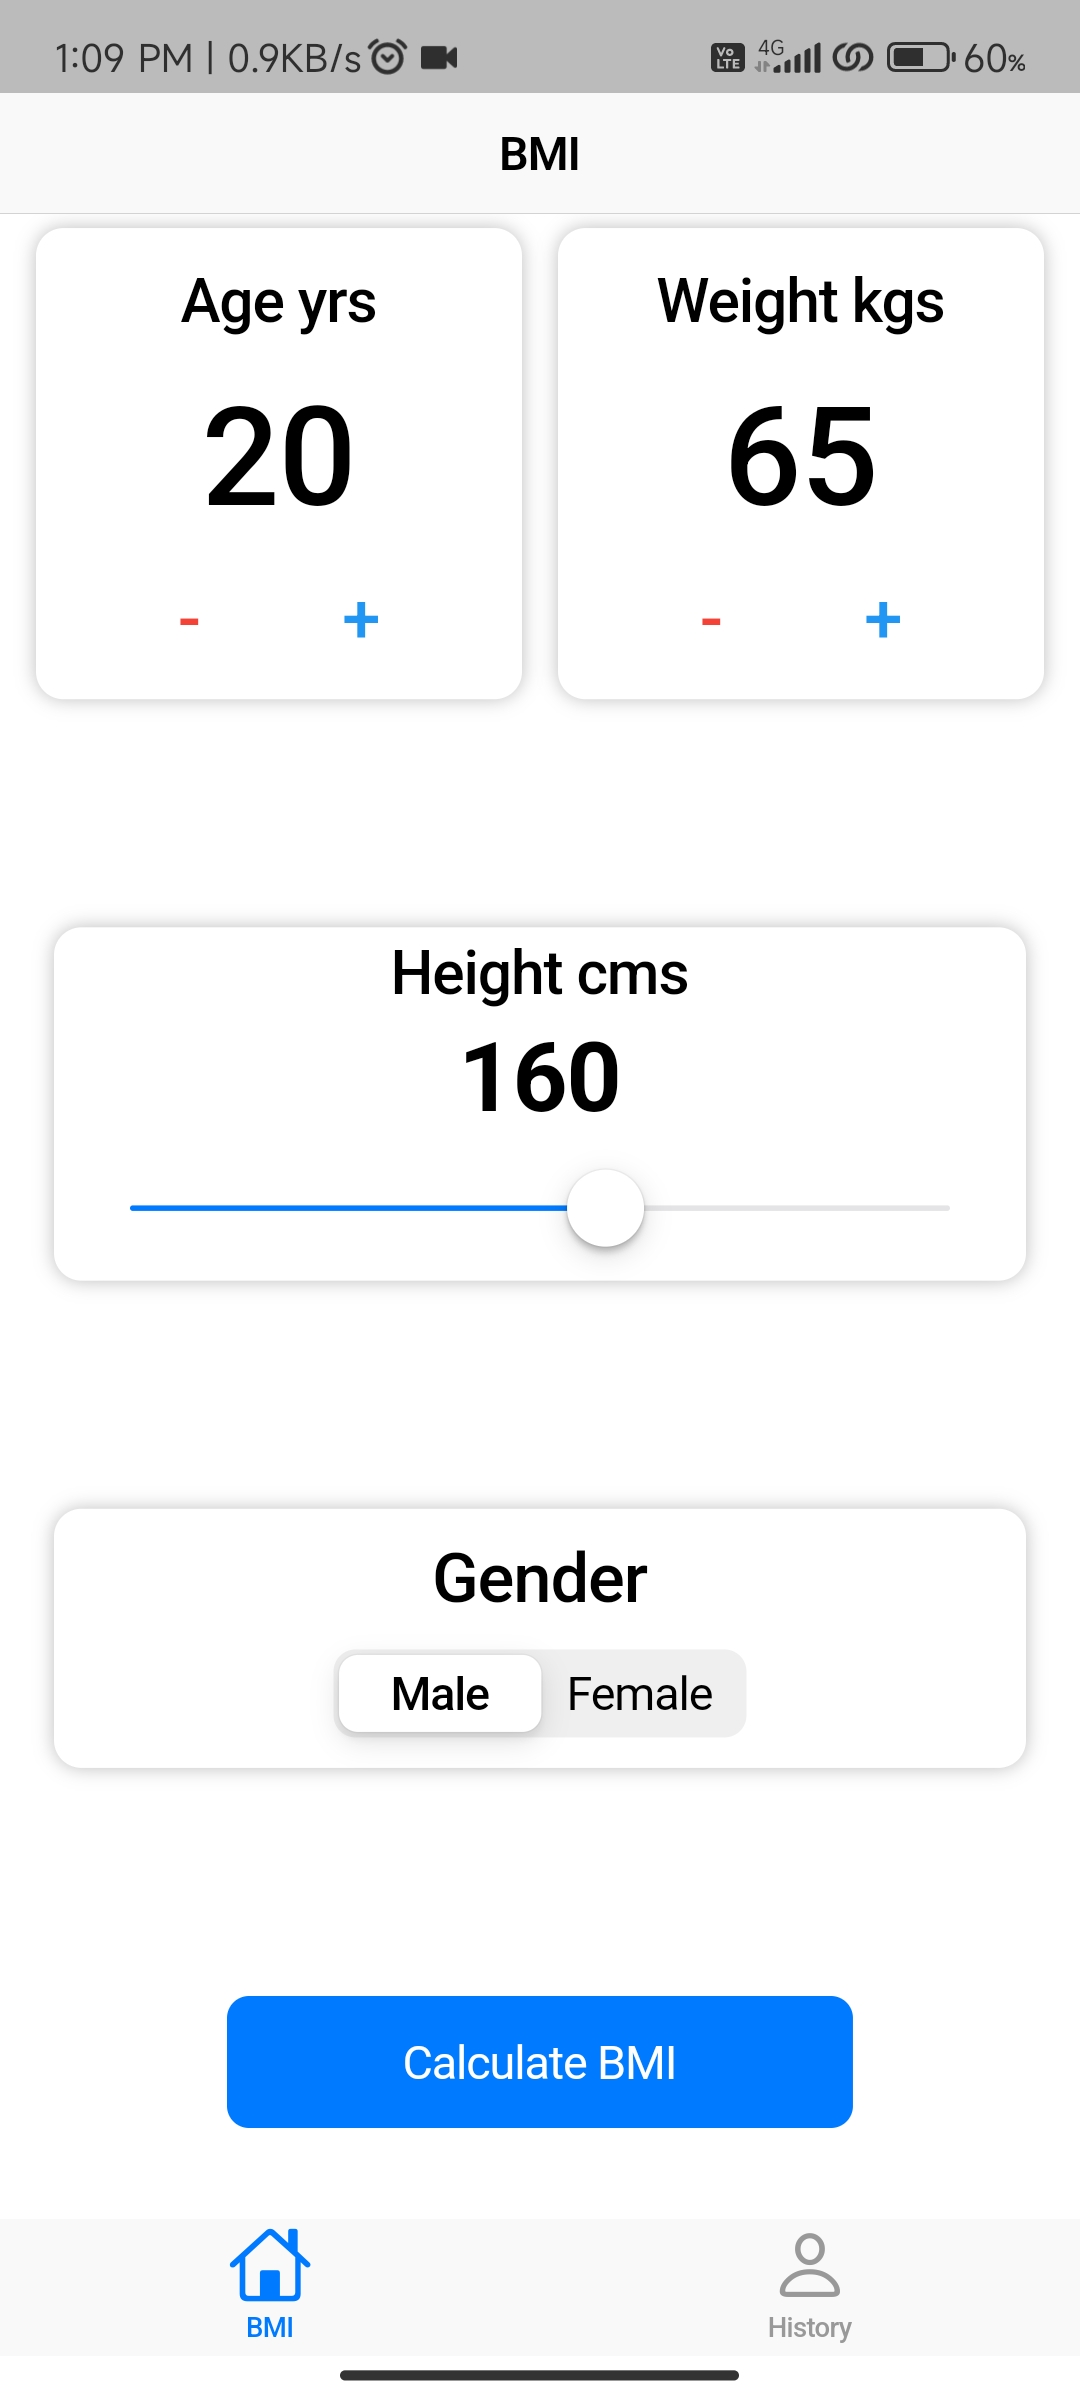 1:09 PM | 0.9KB/s Vo LTE 4G 60%
BMI
Age yrs
20
- +
Weight kgs
65
- +
Height cms
160
Gender
Male Female
Calculate BMI
BMI History